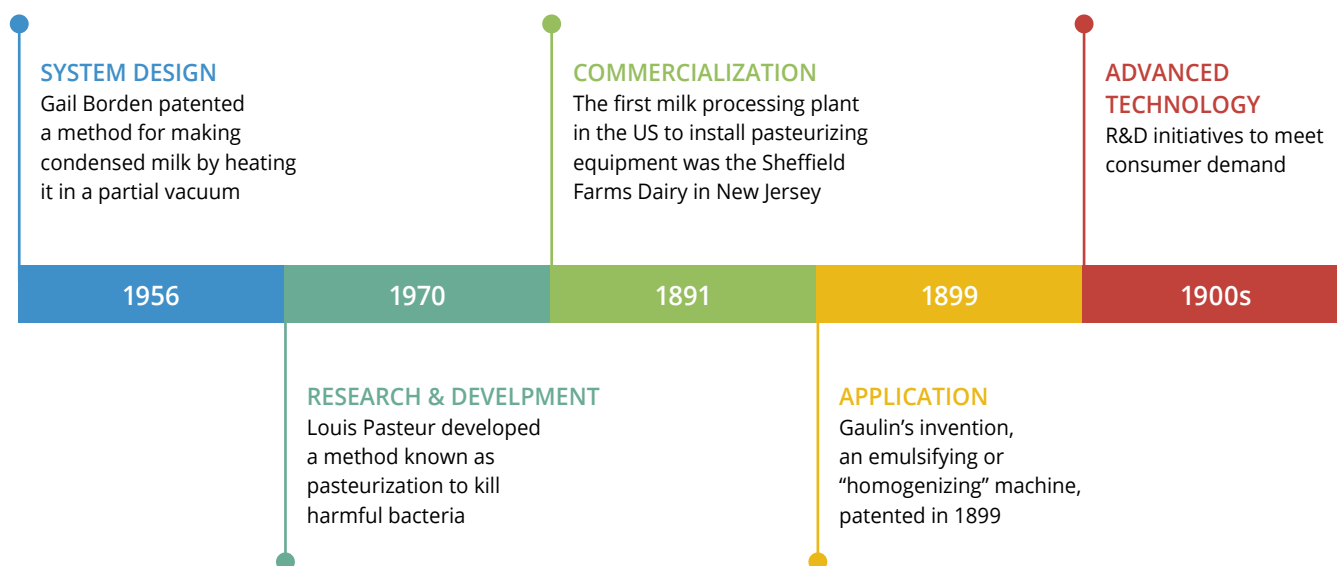 SYSTEM DESIGN
Gail Borden patented
a method for making
condensed milk by heating
it in a partial vacuum
COMMERCIALIZATION
The first milk processing plant
in the US to install pasteurizing
equipment was the Sheffield
Farms Dairy in New Jersey
ADVANCED
TECHNOLOGY
R&D initiatives to meet
consumer demand
1956
1970
1891
1899
1900s
RESEARCH & DEVELPMENT
Louis Pasteur developed
a method known as
pasteurization to kill
harmful bacteria
APPLICATION
Gaulin’s invention,
an emulsifying or
“homogenizing” machine,
patented in 1899